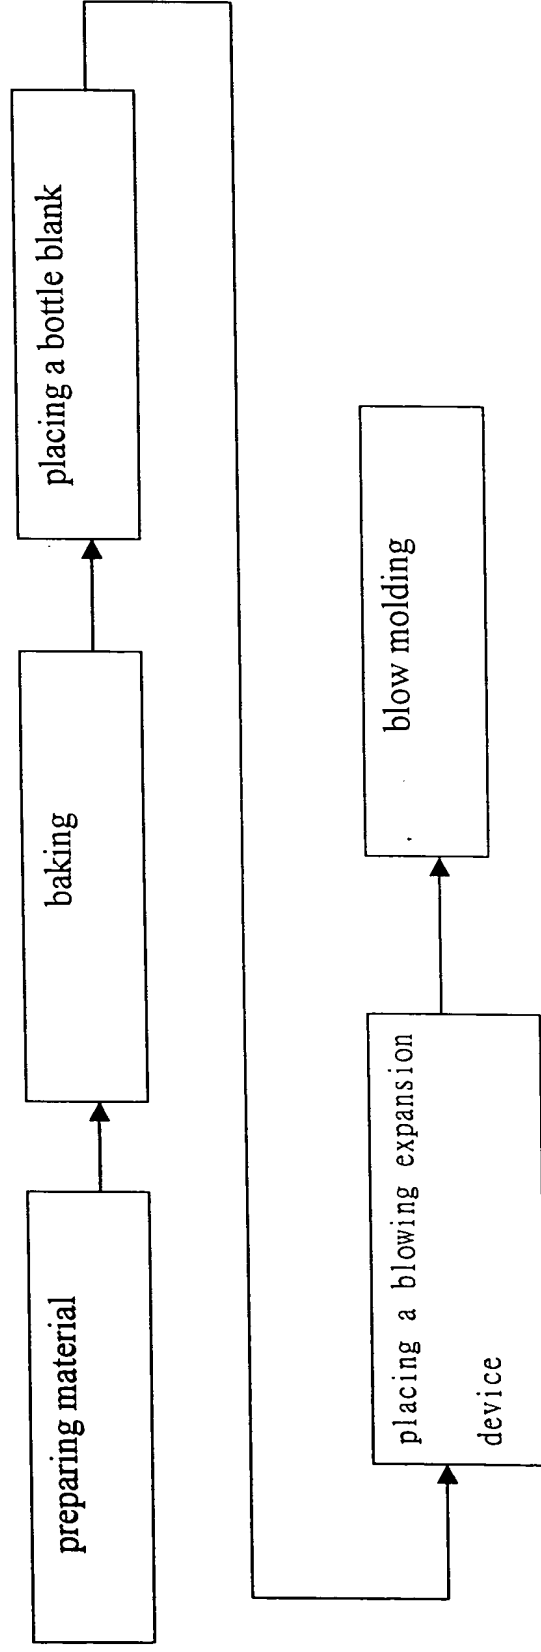 preparing material
baking
placing a bottle blank
placing a blowing expansion
device
blow molding